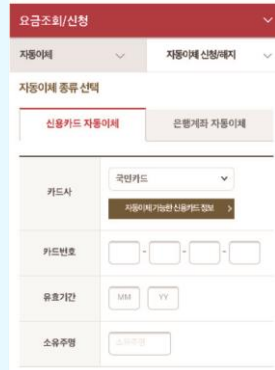 요금조회/신청
자동이체 자동이체 신청/해지
자동이체 종류 선택
신용카드 자동이체 은행계좌 자동이체
카드사 국민카드
자동이체 가능한 신용카드 정보 >
카드번호 - - -
유효기간 MM YY
소유주명 소유주명